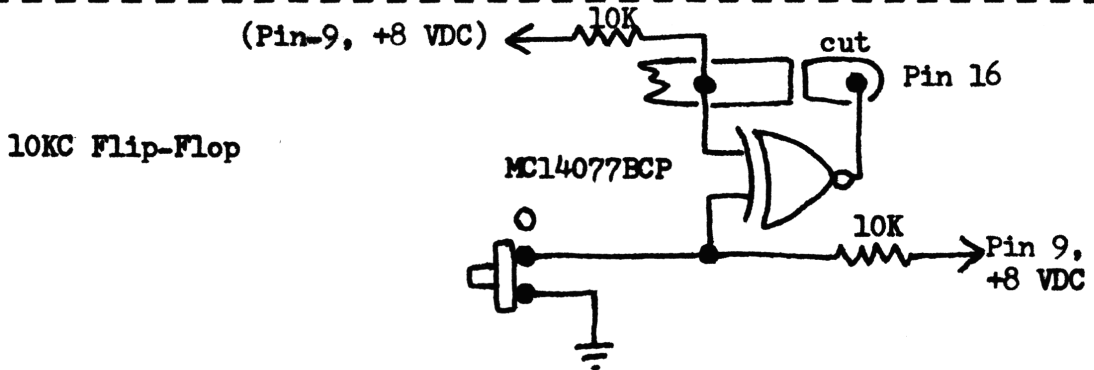 10K
(Pin-9, +8 VDC)
cut
Pin 16
10KC Flip-Flop
MC14077BCP
10K
Pin 9,
+8 VDC